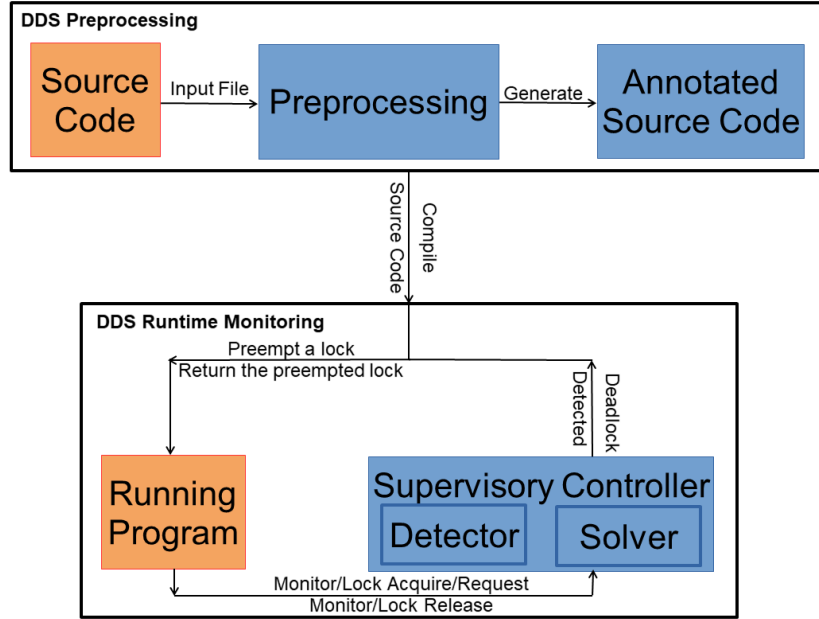 DDS Preprocessing
Source
Code
Input File
Preprocessing
Generate
Annotated
Source Code
Compile
Source Code
DDS Runtime Monitoring
Preempt a lock
Return the preempted lock
Deadlock
Detected
Running
Program
Supervisory Controller
Detector
Solver
Monitor/Lock Acquire/Request
Monitor/Lock Release